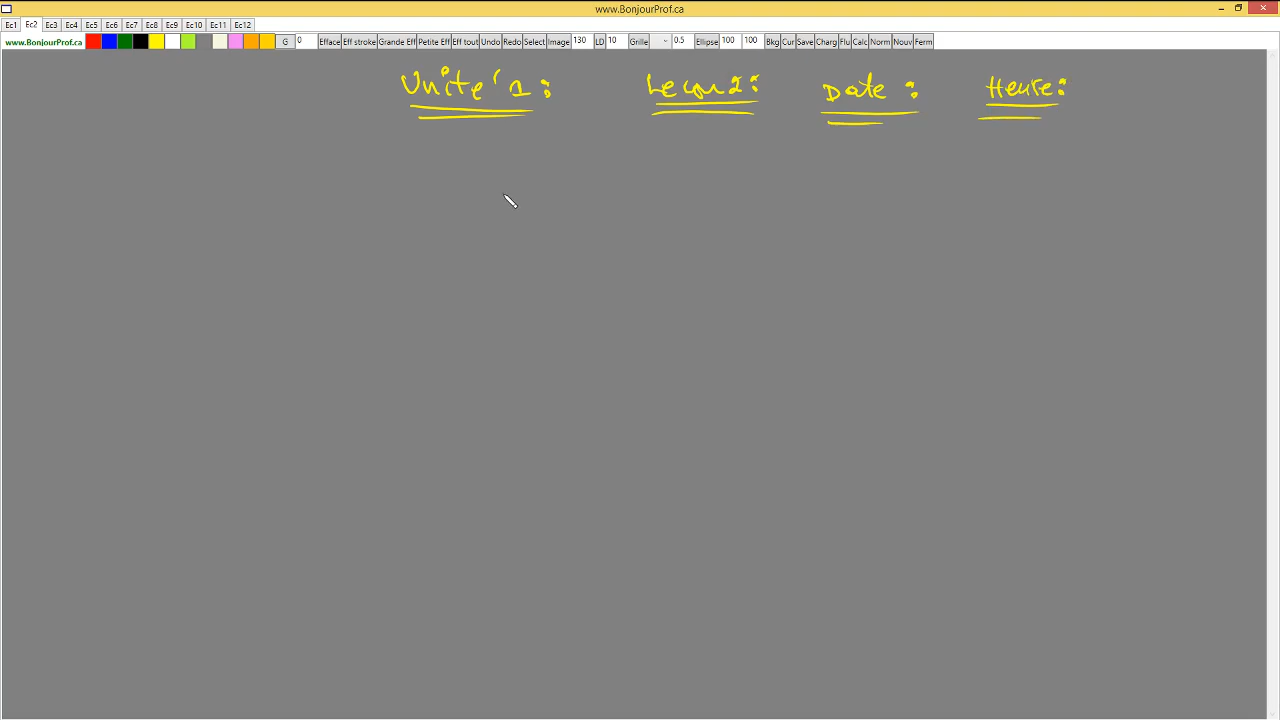 www.BonjourProf.ca
Ec1 Ec2 Ec3 Ec4 Ec5 Ec6 Ec7 Ec8 Ec9 Ec10 Ec11 Ec12
www.BonjourProf.ca G 0 Efface Eff stroke Grande Eff Petite Eff Eff tout Undo Redo Select Image 130 LD 10 Grille 0.5 Ellipse 100 100 Bkg Cur Save Charg Flu Calc Norm Nouv Ferm
Unité 1: Leçon 2: Date : Heure: